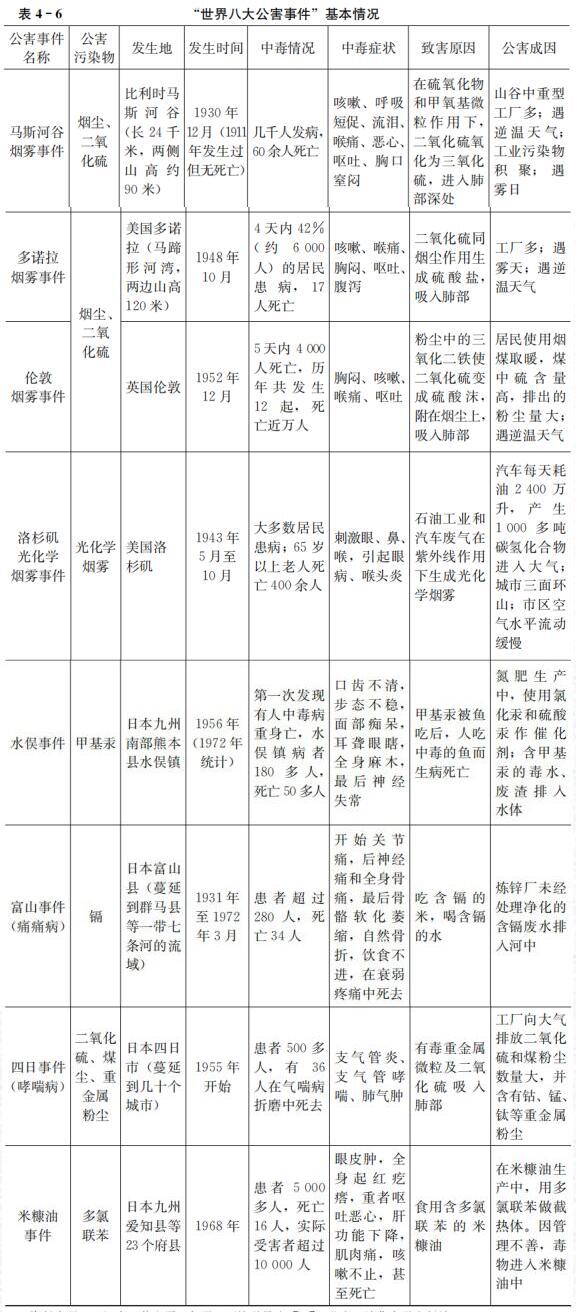 表 4-6 “世界八大公害事件”基本情况
公害事件
名称
公害
污染物
发生地
发生时间
中毒情况
中毒症状
致害原因
公害成因
马斯河谷
烟雾事件
烟尘、
二氧
化硫
比利时马
斯河谷
(长 24 千
米，两侧
山高约
90 米)
1930 年
12 月（1911
年发生过
但无死亡）
几千人发病，
60 余人死亡
咳嗽、呼吸
短促、流泪、
喉痛、恶心、
呕吐、胸口
窒闷
在硫氧化物
和甲氧基微
粒作用下，
二氧化硫氧
化为三氧化
硫，进入肺
部深处
山谷中重型
工厂多；遇
逆温天气；
工业污染物
积聚；遇
雾日
多诺拉
烟雾事件
烟尘、
二氧
化硫
美国多诺
拉（马蹄
形河湾，
两边山高
120 米）
1948 年
10 月
4 天内 42%
（约 6 000
人）的居民
患病，17
人死亡
咳嗽、喉痛、
胸闷、呕吐、
腹泻
二氧化硫同
烟尘作用生
成硫酸盐，
吸入肺部
工厂多；遇
雾天；遇逆
温天气
伦敦
烟雾事件
英国伦敦
1952 年
12 月
5 天内 4 000
人死亡，历
年共发生
12 起，死
亡近万人
胸闷、咳嗽、
喉痛、呕吐
粉尘中的三
氧化二铁使
二氧化硫变
成硫酸沫，
附在烟尘上，
吸入肺部
居民使用烟
煤取暖，煤
中硫含量
高，排出的
粉尘量大；
遇逆温天气
洛杉矶
光化学
烟雾事件
光化学
烟雾
美国洛
杉矶
1943 年
5 月至
10 月
大多数居民
患病；65 岁
以上老人死
亡 400 余人
刺激眼、鼻、
喉，引起眼
病、喉头炎
石油工业和
汽车废气在
紫外线作用
下生成光化
学烟雾
汽车每天耗
油 2 400 万
升，产生
1 000 多吨
碳氢化合物
进入大气；
城市三面环
山；市区空
气水平流动
缓慢
水俣事件
甲基汞
日本九州
南部熊本
县水俣镇
1956 年
（1972 年
统计）
第一次发现
有人中毒病
重身亡，水
俣镇病者
180 多人，
死亡 50 多人
口齿不清，
步态不稳，
面部痴呆，
耳聋眼瞎，
全身麻木，
最后神经
失常
甲基汞被鱼
吃后，人吃
中毒的鱼而
生病死亡
氮肥生产
中，使用氯
化汞和硫酸
汞作催化
剂；含甲基
汞的毒水、
废渣排入
水体
富山事件
（痛痛病）
镉
日本富山
县（蔓延
到群马县
等一带七
条河的流
域）
1931 年
至 1972
年 3 月
患者超过
280 人，死
亡 34 人
开始关节
痛，后神经
痛和全身骨
痛，最后骨
骼软化萎
缩，自然骨
折，饮食不
进，在衰弱
疼痛中死去
吃含镉的
米，喝含镉
的水
炼锌厂未经
处理净化的
含镉废水排
入河中
四日事件
（哮喘病）
二氧化
硫、煤
尘、重
金属
粉尘
日本四日
市（蔓延
到几十个
城市）
1955 年
开始
患者 500 多
人，有 36
人在气喘病
折磨中死去
支气管炎、
支气管哮
喘、肺气肿
有毒重金属
微粒及二氧
化硫吸入
肺部
工厂向大气
排放二氧化
硫和煤粉尘
数量大，并
含有钴、锰、
钛等重金属
粉尘
米糠油
事件
多氯
联苯
日本九州
爱知县等
23 个府县
1968 年
患者 5 000
多人，死亡
16 人，实际
受害者超过
10 000 人
眼皮肿，全
身起红疙
瘩，重者呕
吐恶心，肝
功能下降，
肌肉痛，咳
嗽不止，甚
至死亡
食用含多氯
联苯的米
糠油
在米糠油生
产中，用多
氯联苯做截
热体。因管
理不善，毒
物进入米糠
油中